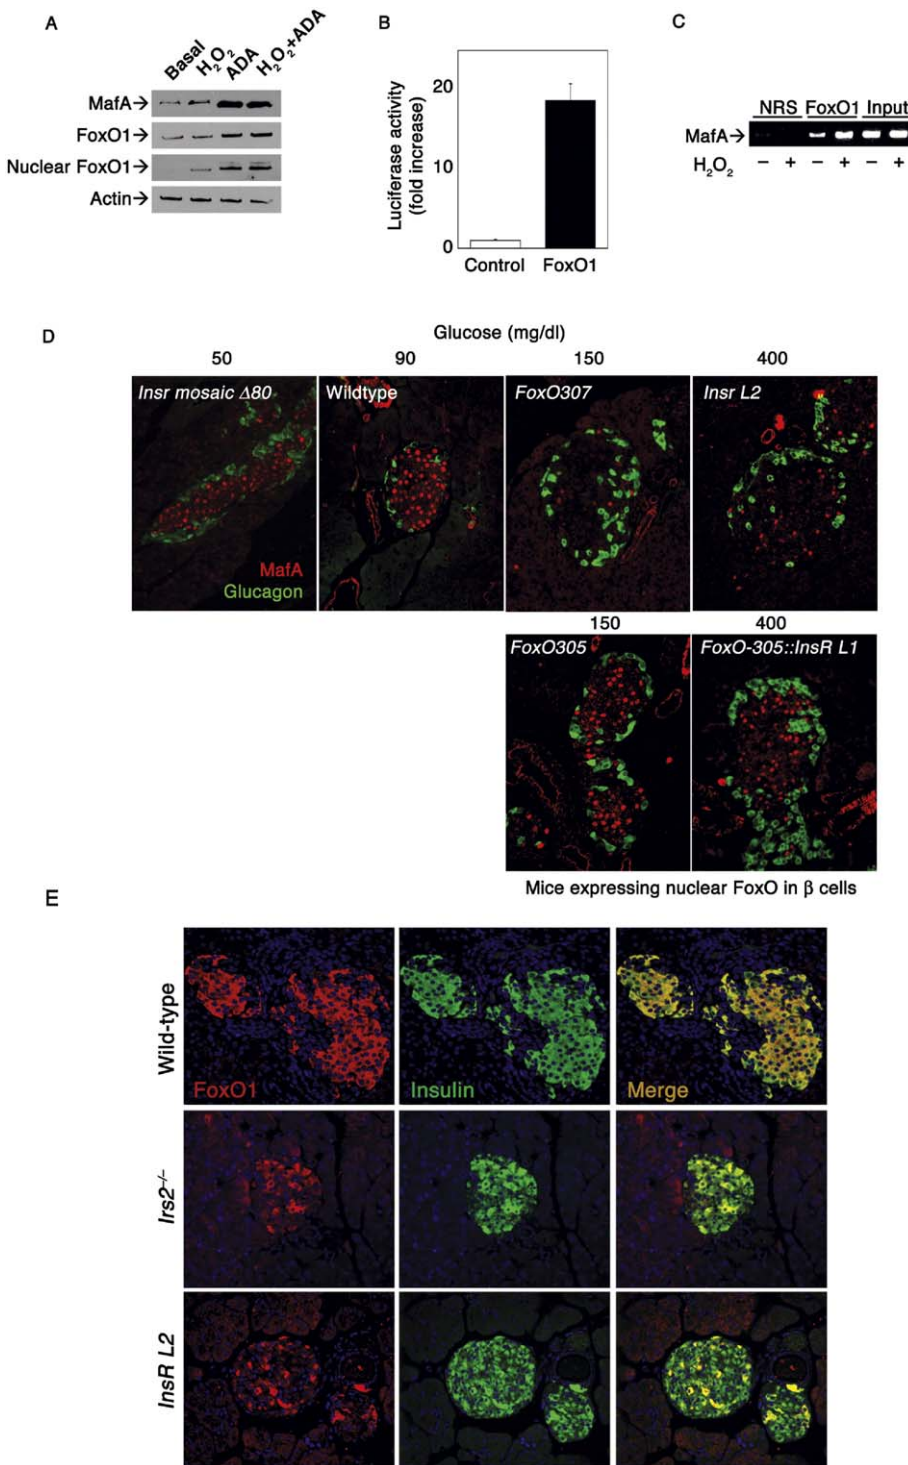 A
Basal
H2O2
ADA
H2O2+ADA
MafA→
FoxO1→
Nuclear FoxO1→
Actin→
B
Luciferase activity
(fold increase)
20
10
0
Control FoxO1
C
NRS FoxO1 Input
MafA→
H2O2 – + – + – +
D
Glucose (mg/dl)
50 90 150 400
Insr mosaic Δ80
Wildtype
FoxO307
Insr L2
MafA
Glucagon
150 400
FoxO305
FoxO-305::InsR L1
Mice expressing nuclear FoxO in β cells
E
Wild-type
FoxO1 Insulin Merge
Irs2–/–
InsR L2